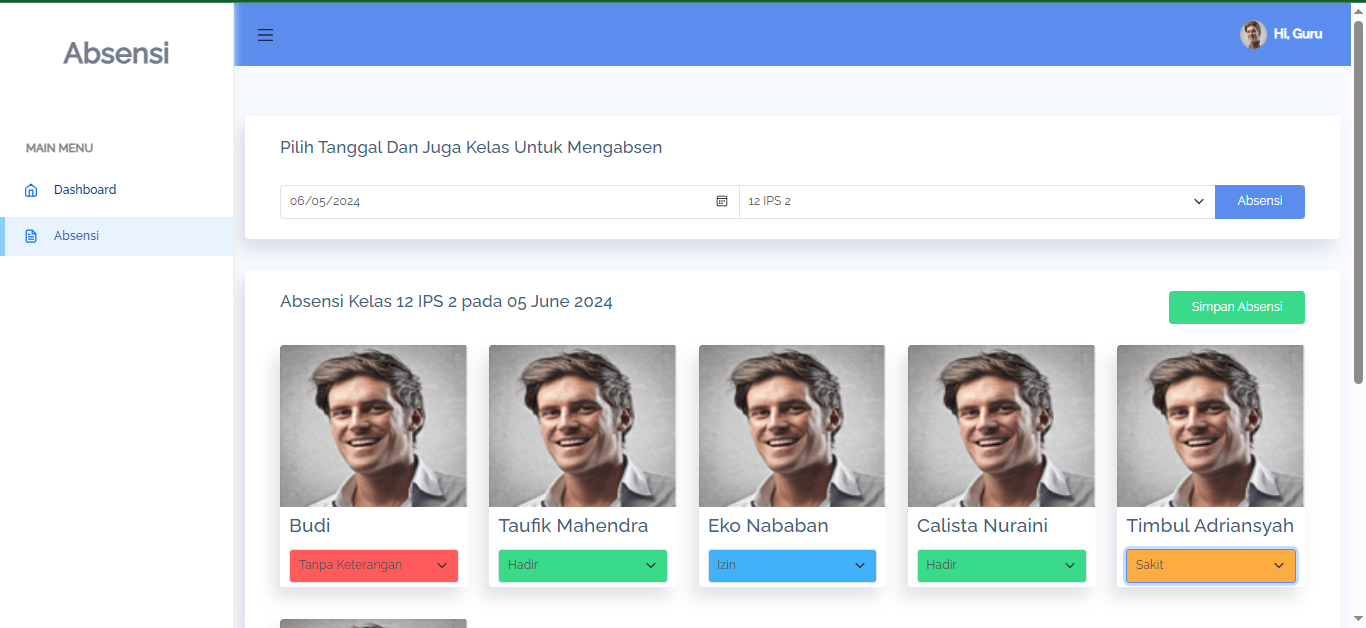 Absensi
Hi, Guru
MAIN MENU
Dashboard
Absensi
Pilih Tanggal Dan Juga Kelas Untuk Mengabsen
06/05/2024
12 IPS 2
Absensi
Absensi Kelas 12 IPS 2 pada 05 June 2024
Simpan Absensi
Budi
Taufik Mahendra
Eko Nababan
Calista Nuraini
Timbul Adriansyah
Tanpa Keterangan
Hadir
Izin
Hadir
Sakit